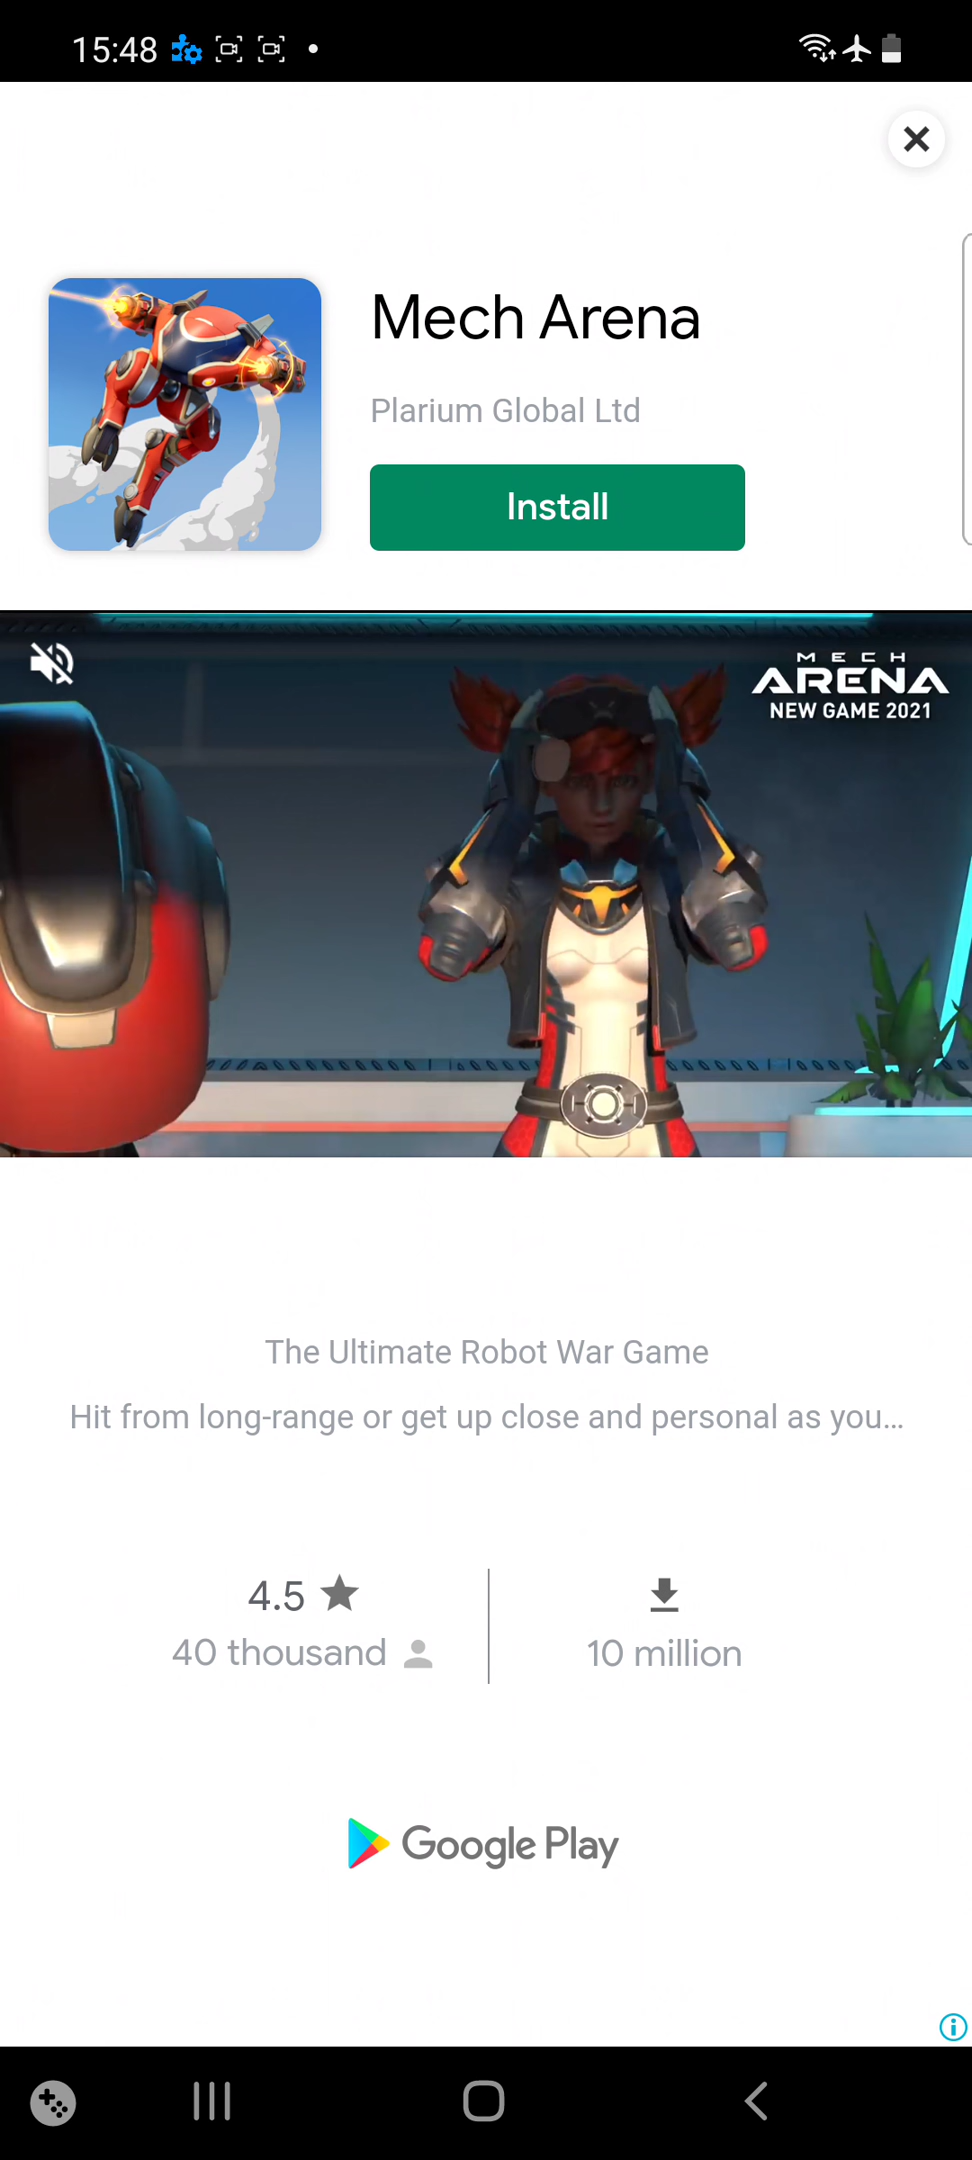 15:48
Mech Arena
Plarium Global Ltd
Install
MECH
ARENA
NEW GAME 2021
The Ultimate Robot War Game
Hit from long-range or get up close and personal as you...
4.5
40 thousand
10 million
Google Play